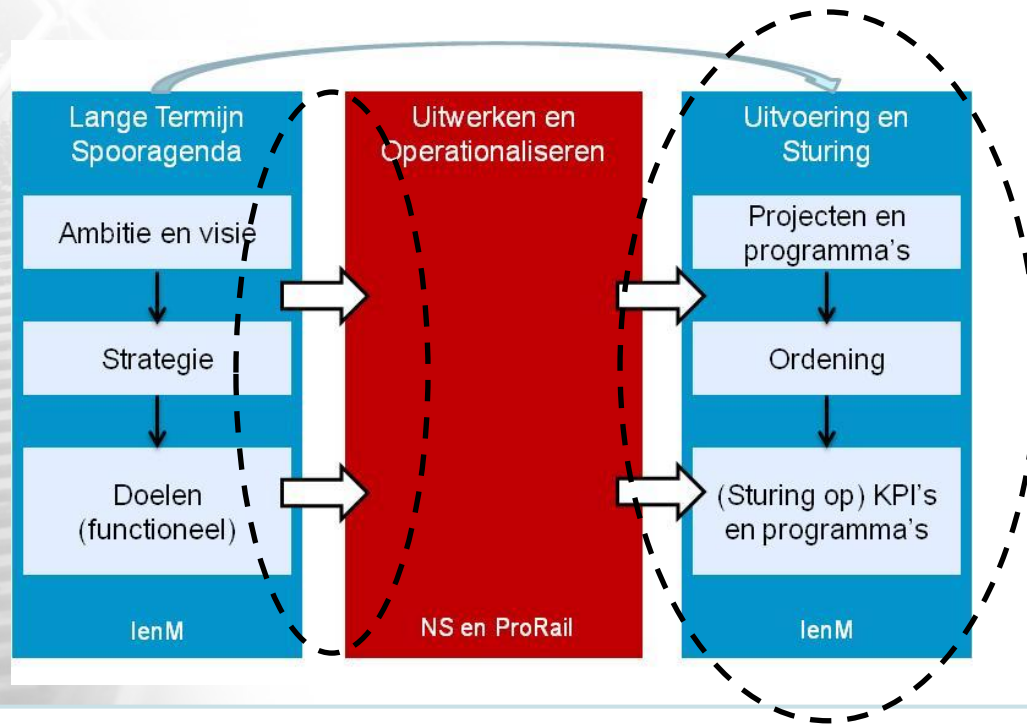 Lange Termijn
Spooragenda
Ambitie en visie
Strategie
Doelen
(functioneel)
IenM
Uitwerken en
Operationaliseren
NS en ProRail
Uitvoering en
Sturing
Projecten en
programma's
Ordening
(Sturing op) KPI's
en programma's
IenM